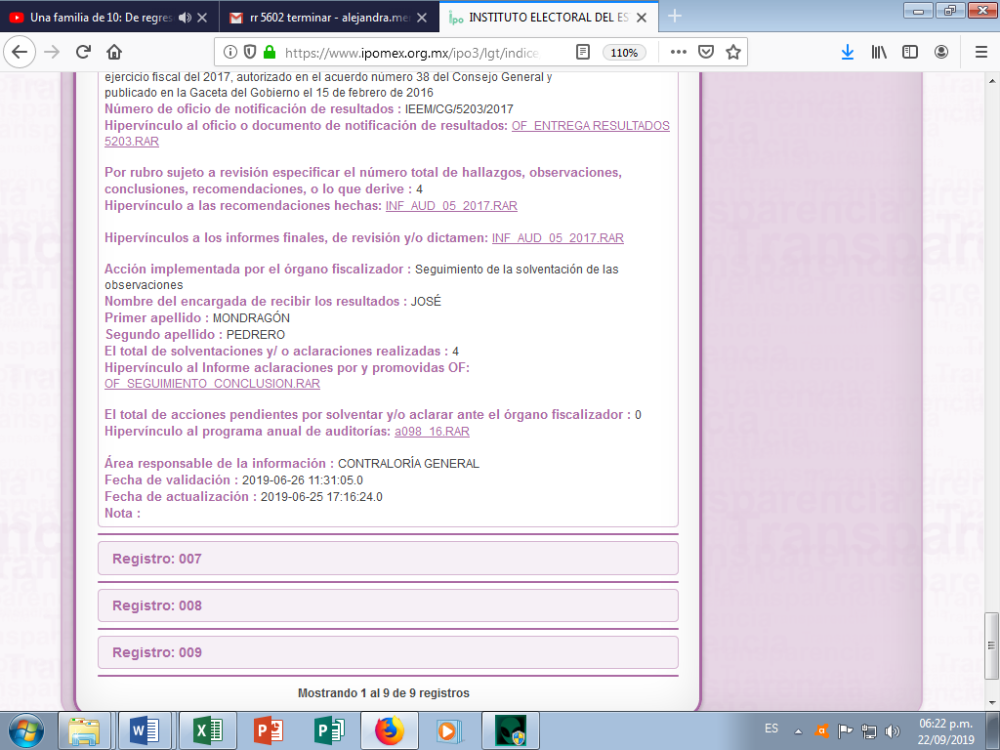 Una familia de 10: De regres
rr 5602 terminar - alejandra.me
ipo INSTITUTO ELECTORAL DEL ES
https://www.ipomex.org.mx/ipo3/lgt/indice
110%
ejercicio fiscal del 2017, autorizado en el acuerdo número 38 del Consejo General y
publicado en la Gaceta del Gobierno el 15 de febrero de 2016
Número de oficio de notificación de resultados : IEEM/CG/5203/2017
Hipervínculo al oficio o documento de notificación de resultados: OF_ENTREGA RESULTADOS
5203.RAR
Por rubro sujeto a revisión especificar el número total de hallazgos, observaciones,
conclusiones, recomendaciones, o lo que derive : 4
Hipervínculo a las recomendaciones hechas: INF_AUD_05_2017.RAR
Hipervínculos a los informes finales, de revisión y/o dictamen: INF_AUD_05_2017.RAR
Acción implementada por el órgano fiscalizador : Seguimiento de la solventación de las
observaciones
Nombre del encargada de recibir los resultados : JOSÉ
Primer apellido : MONDRAGÓN
Segundo apellido : PEDRERO
El total de solventaciones y/ o aclaraciones realizadas : 4
Hipervínculo al Informe aclaraciones por y promovidas OF:
OF_SEGUIMIENTO_CONCLUSION.RAR
El total de acciones pendientes por solventar y/o aclarar ante el órgano fiscalizador : 0
Hipervínculo al programa anual de auditorías: a098_16.RAR
Área responsable de la información : CONTRALORÍA GENERAL
Fecha de validación : 2019-06-26 11:31:05.0
Fecha de actualización : 2019-06-25 17:16:24.0
Nota :
Registro: 007
Registro: 008
Registro: 009
Mostrando 1 al 9 de 9 registros
ES
06:22 p.m.
22/09/2019